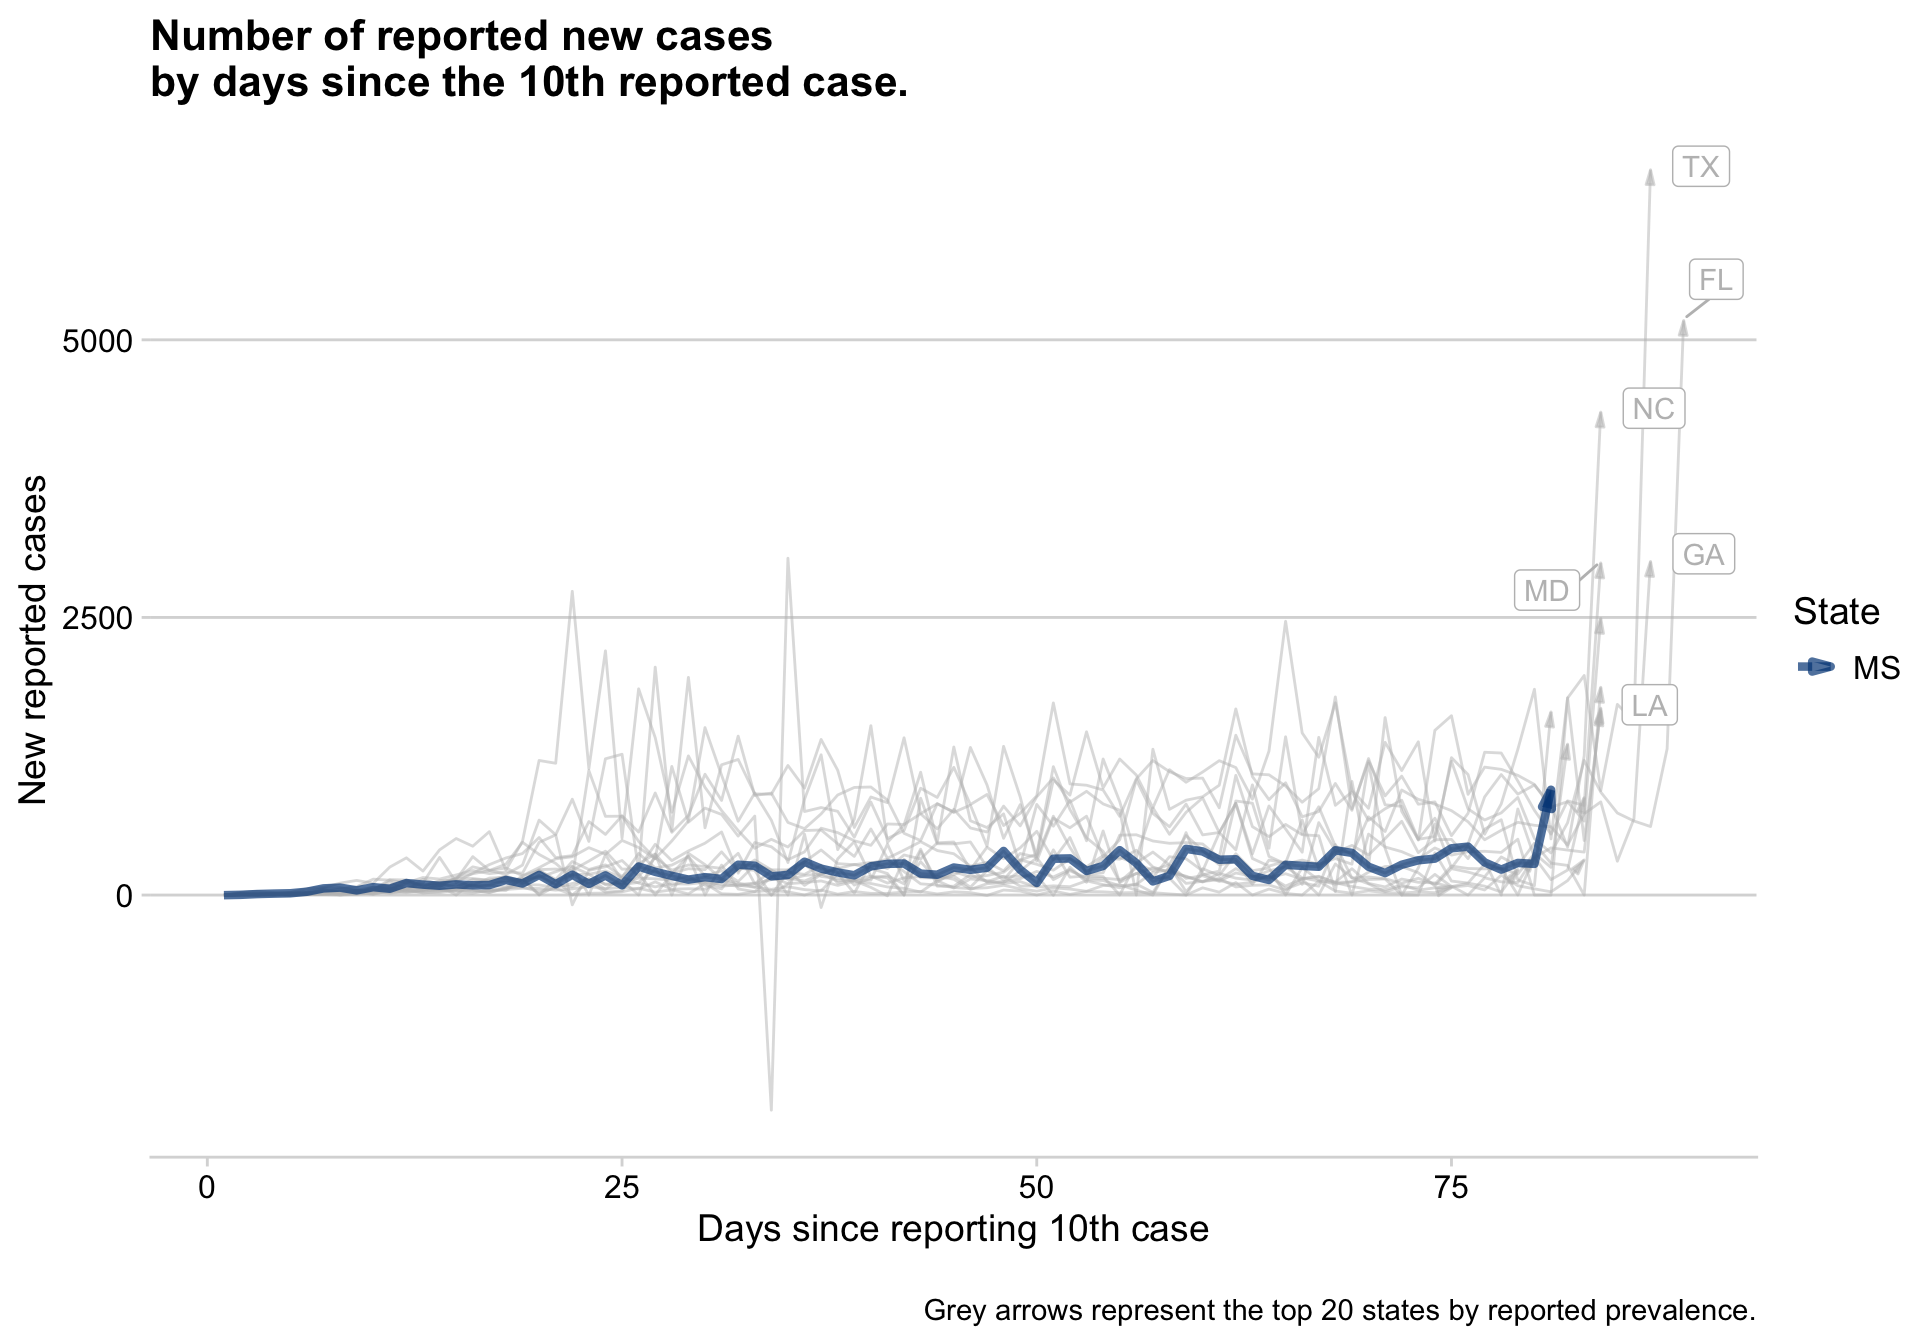 Number of reported new cases
by days since the 10th reported case.
TX
FL
5000
NC
GA
MD
2500
LA
0
New reported cases
State
MS
0
25
50
75
Days since reporting 10th case
Grey arrows represent the top 20 states by reported prevalence.